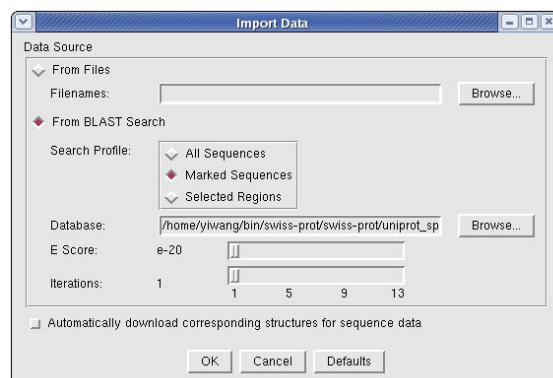 Import Data
Data Source
From Files
Filenames:
Browse...
From BLAST Search
Search Profile:
All Sequences
Marked Sequences
Selected Regions
Database:
/home/yiwang/bin/swiss-prot/swiss-prot/uniprot_sp
Browse...
E Score:
e-20
Iterations:
1
1 5 9 13
Automatically download corresponding structures for sequence data
OK Cancel Defaults